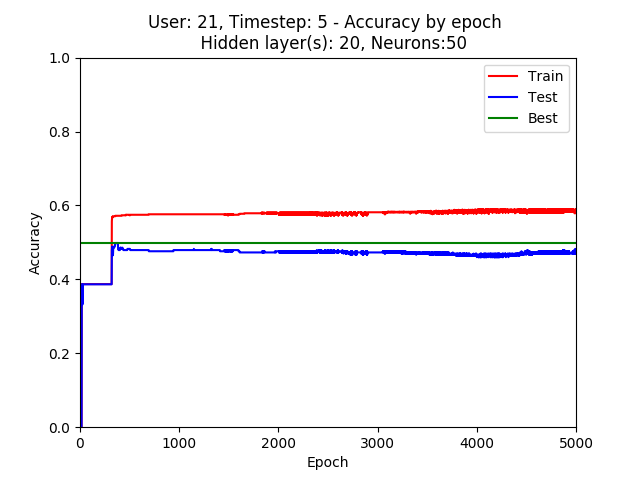 User: 21, Timestep: 5 - Accuracy by epoch
Hidden layer(s): 20, Neurons:50
1.0
0.8
0.6
0.4
0.2
0.0
Accuracy
Train
Test
Best
0 1000 2000 3000 4000 5000
Epoch